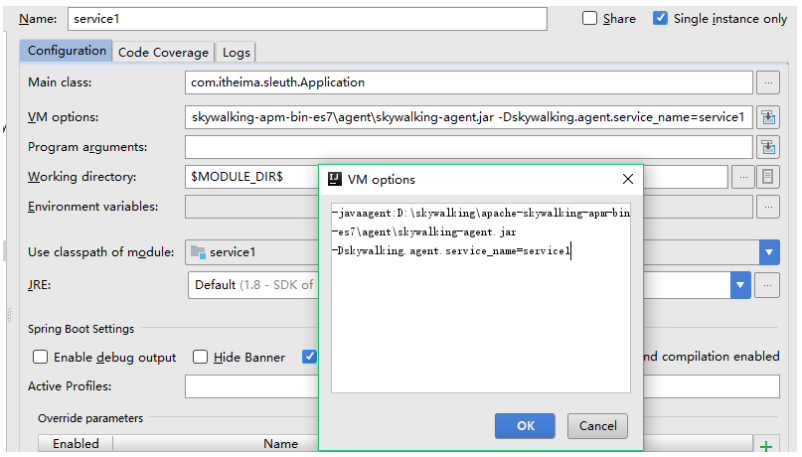 Name: service1 Share Single instance only
Configuration Code Coverage Logs
Main class: com.itheima.sleuth.Application ...
VM options: skywalking-apm-bin-es7\agent\skywalking-agent.jar -Dskywalking.agent.service_name=service1
Program arguments:
Working directory: $MODULE_DIR$ ...
Environment variables: ...
Use classpath of module: service1
JRE: Default (1.8 - SDK of ...
Spring Boot Settings
Enable debug output Hide Banner nd compilation enabled
Active Profiles:
Override parameters
Enabled Name
VM options
-javaagent:D:\skywalking\apache-skywalking-apm-bin
-es7\agent\skywalking-agent.jar
-Dskywalking.agent.service_name=service1
OK Cancel